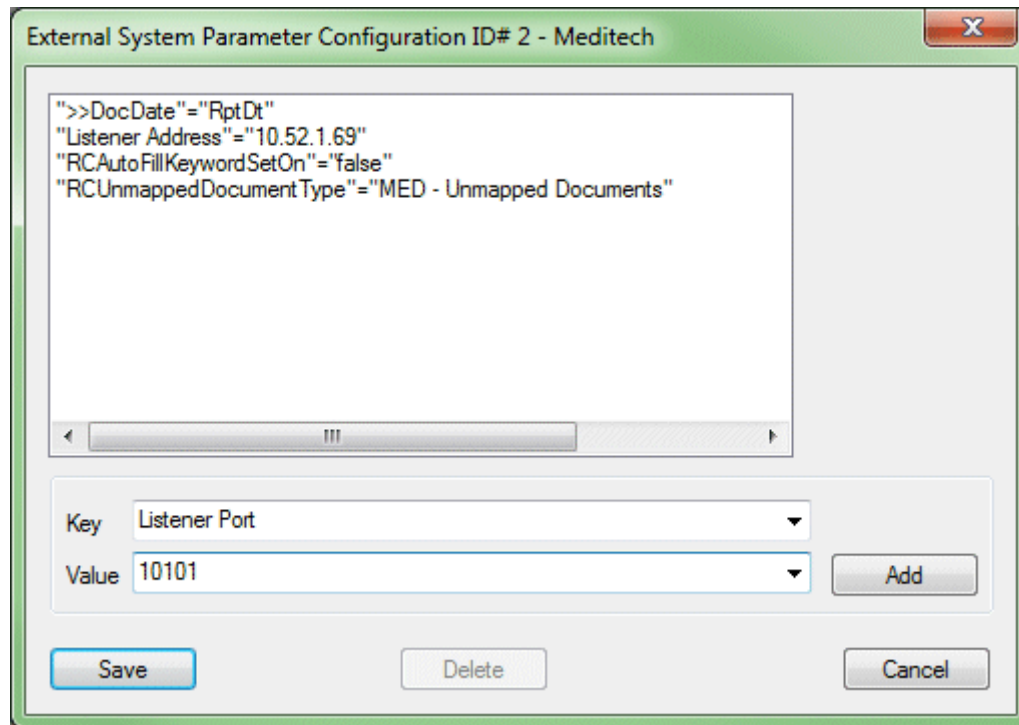 External System Parameter Configuration ID# 2 - Meditech
">>DocDate"="RptDt"
"Listener Address"="10.52.1.69"
"RCAutoFillKeywordSetOn"="false"
"RCUnmappedDocumentType"="MED - Unmapped Documents"
Key Listener Port
Value 10101 Add
Save Delete Cancel